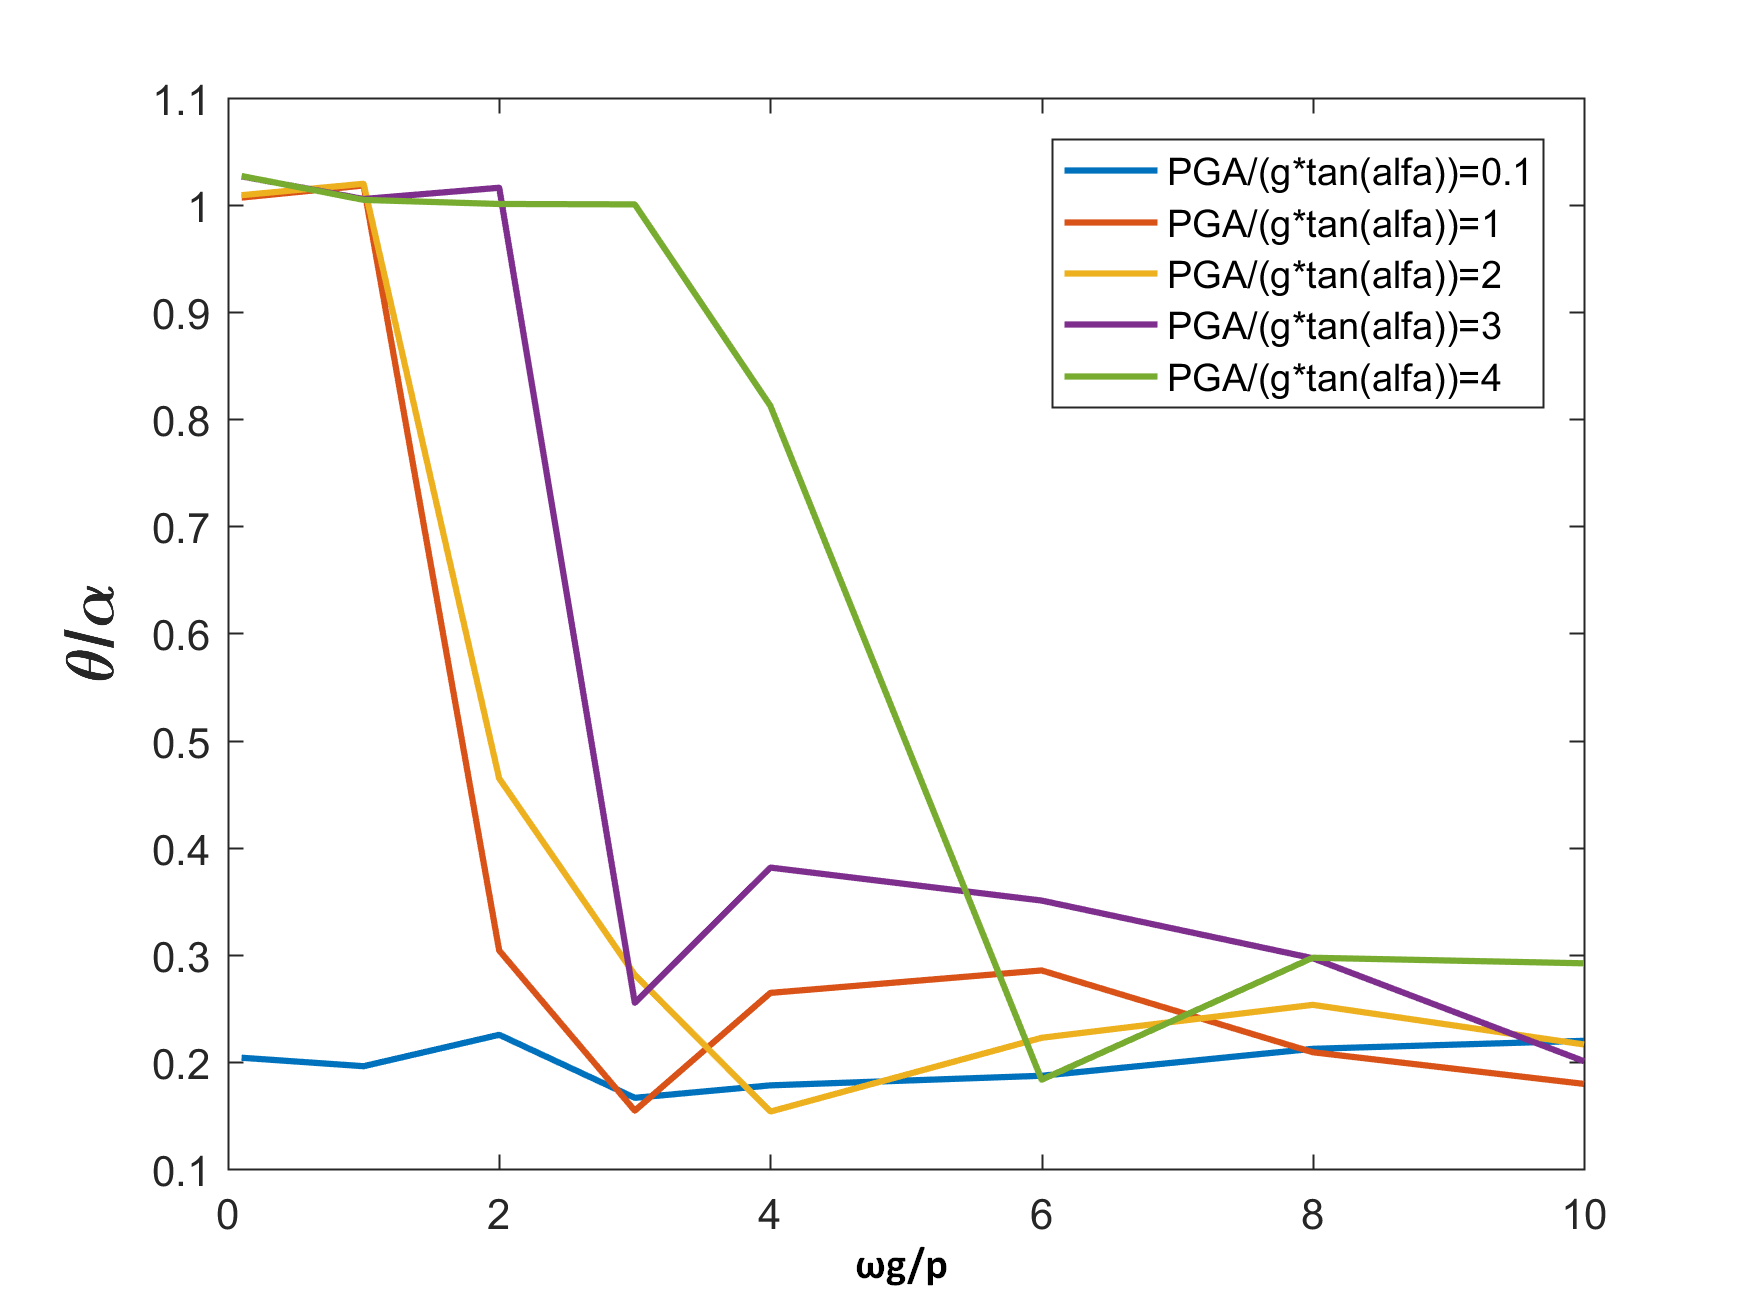 1.1
1
0.9
0.8
0.7
0.6
0.5
0.4
0.3
0.2
0.1
θ/α
PGA/(g*tan(alfa))=0.1
PGA/(g*tan(alfa))=1
PGA/(g*tan(alfa))=2
PGA/(g*tan(alfa))=3
PGA/(g*tan(alfa))=4
0 2 4 6 8 10
ωg/p